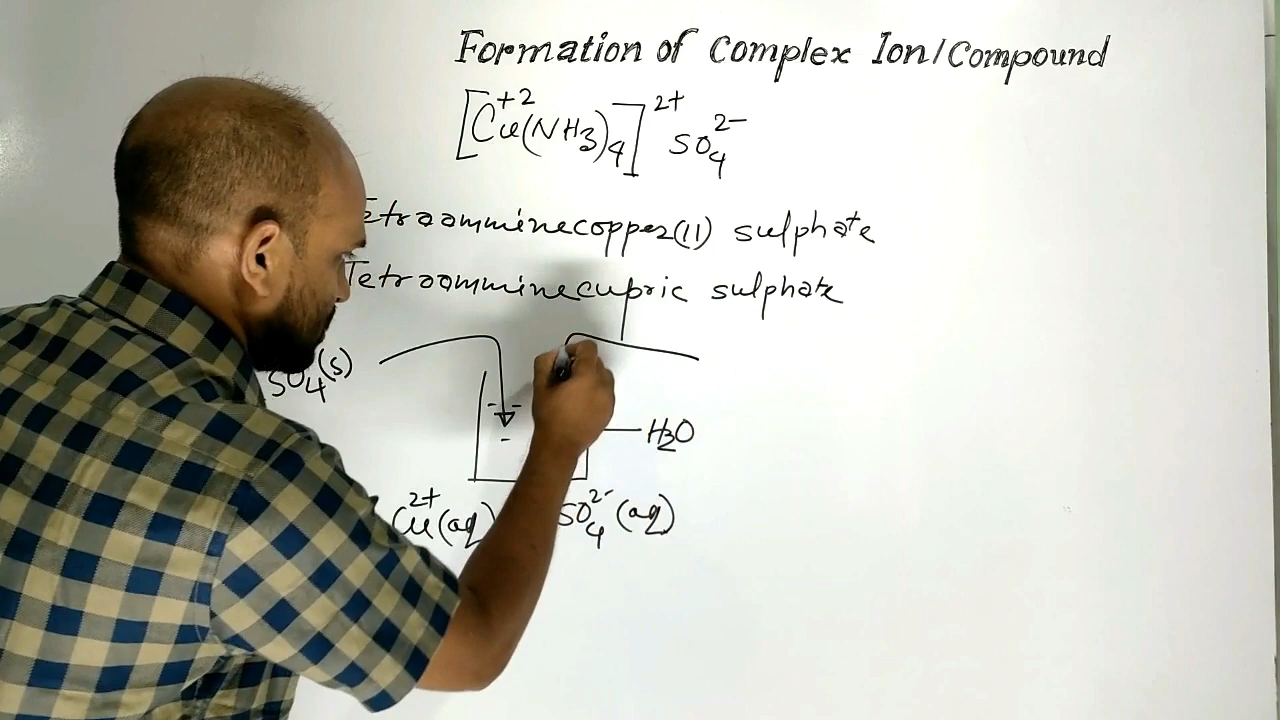 Formation of Complex Ion/Compound
[Cu⁺²(NH₃)₄]²⁺ SO₄²⁻
etraamminecopper(II) sulphate
Tetraamminecupric sulphate
SO₄(s)
H₂O
Cu²⁺(aq) SO₄²⁻(aq)